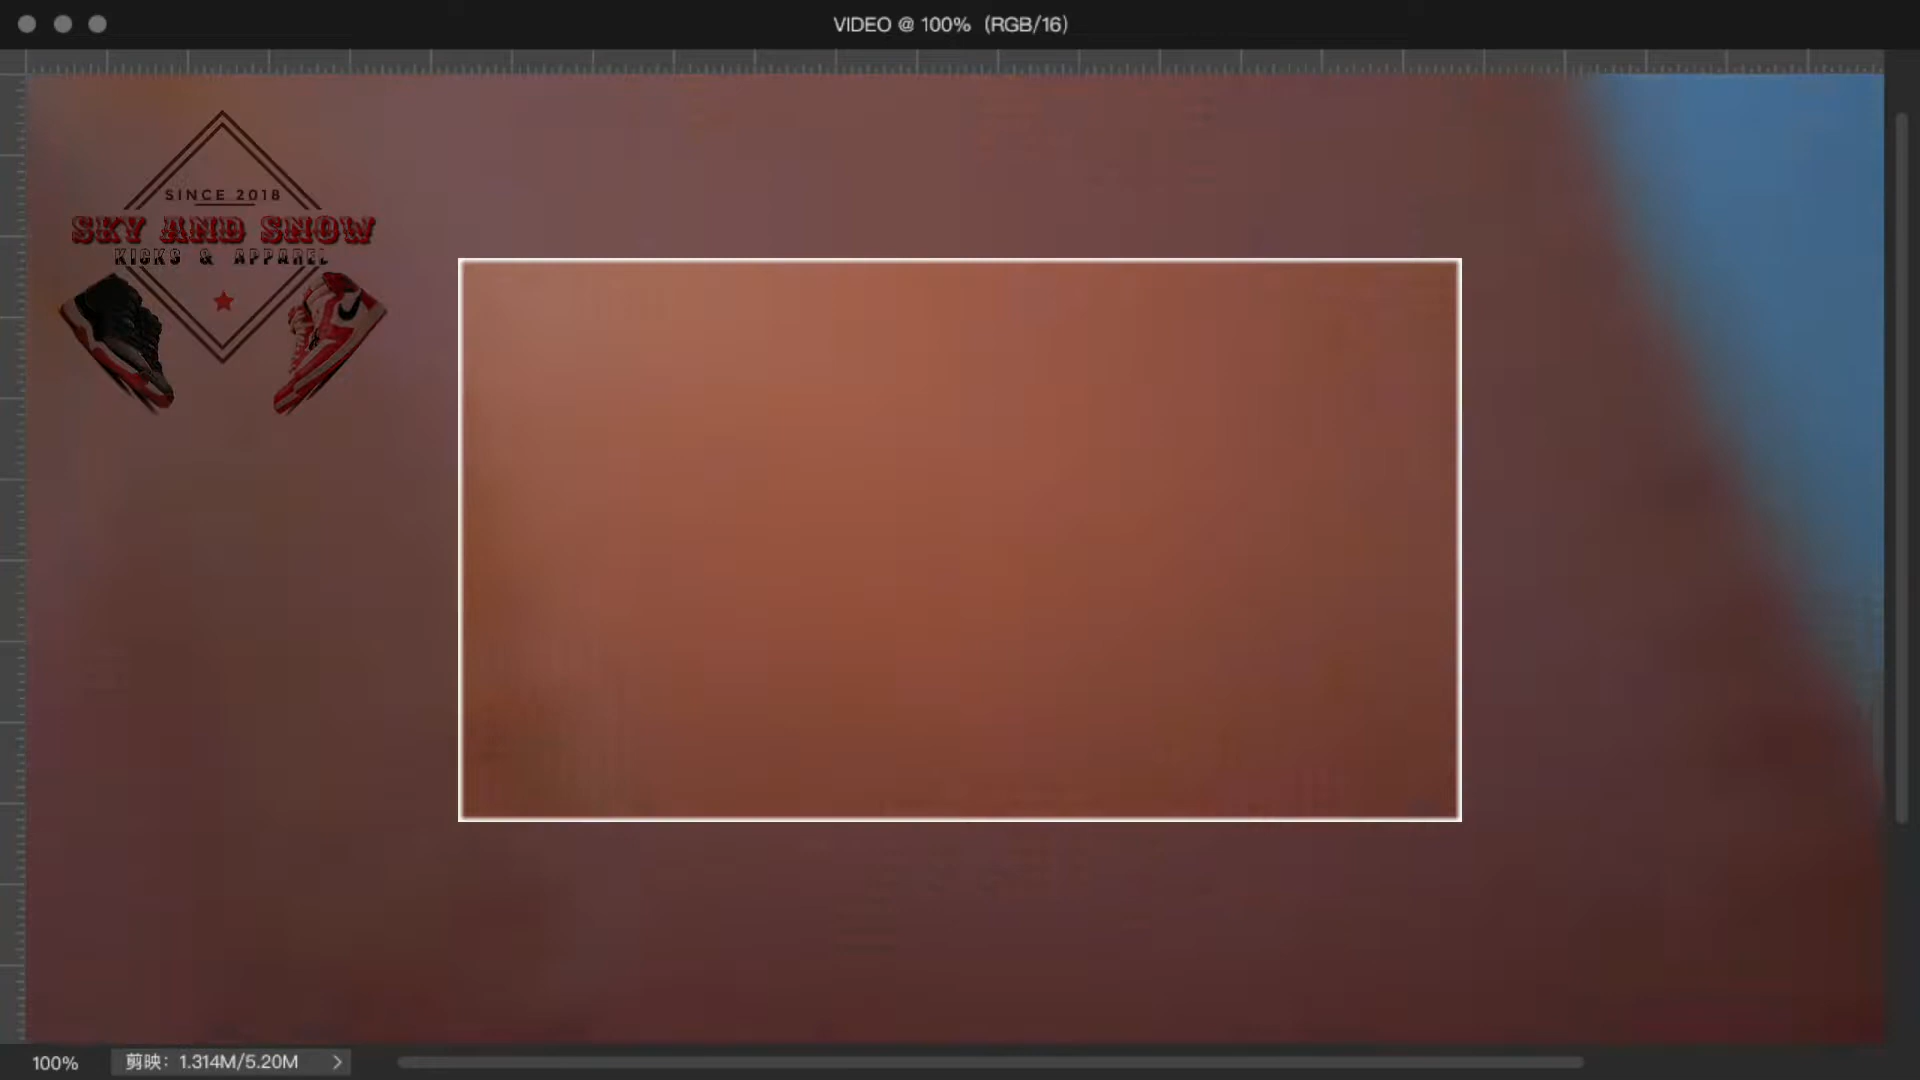 VIDEO @ 100% (RGB/16)
SINCE 2018
SKY AND SNOW
KICKS & APPAREL
100%
剪映: 1.314M/5.20M